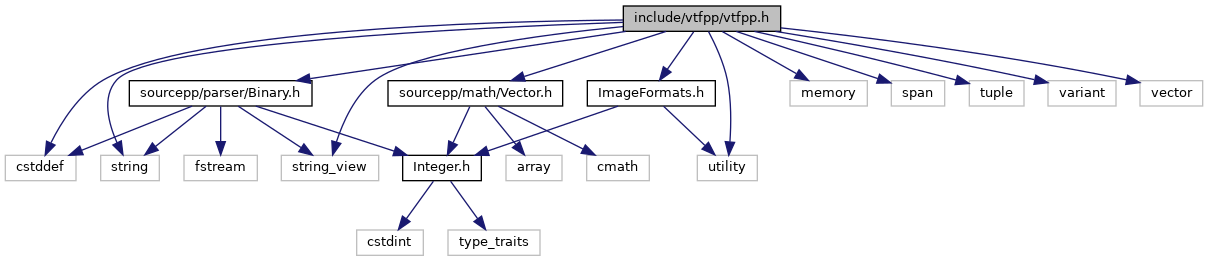 include/vtfpp/vtfpp.h
sourcepp/parser/Binary.h
sourcepp/math/Vector.h
ImageFormats.h
memory
span
tuple
variant
vector
cstddef
string
fstream
string_view
Integer.h
array
cmath
utility
cstdint
type_traits